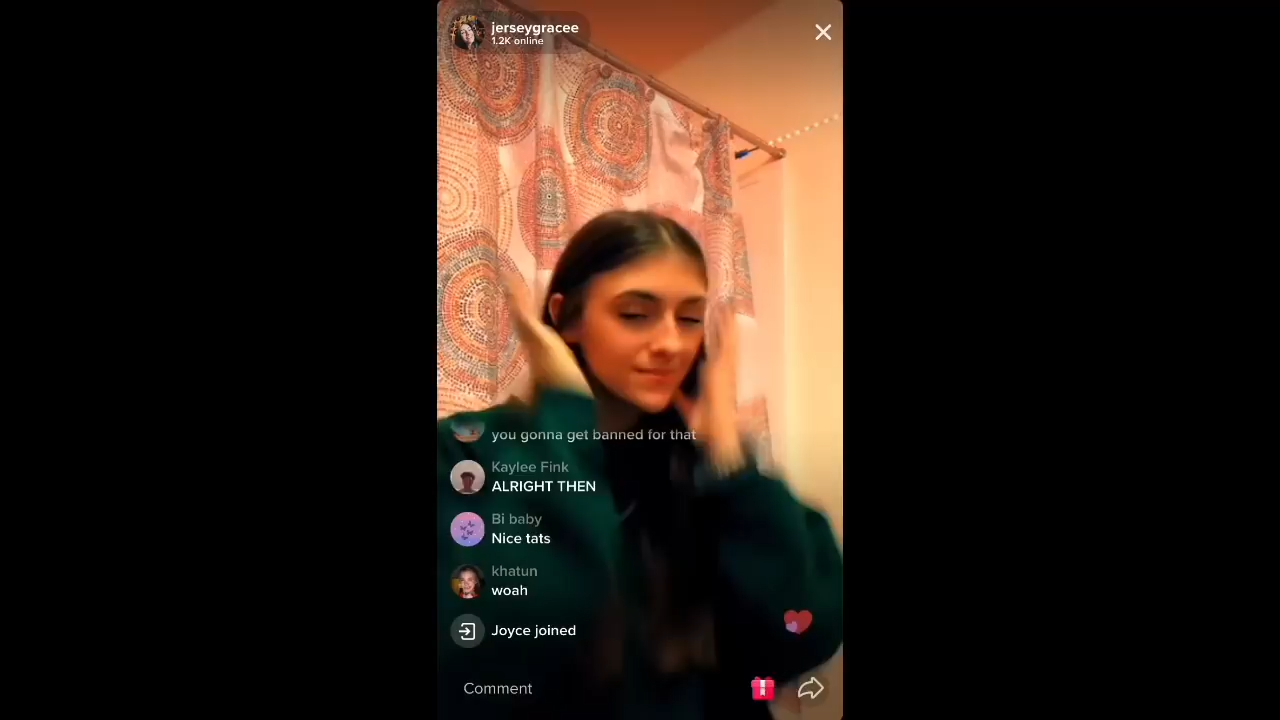 jerseygracee
1.2K online
you gonna get banned for that
Kaylee Fink
ALRIGHT THEN
Bi baby
Nice tats
khatun
woah
Joyce joined
Comment